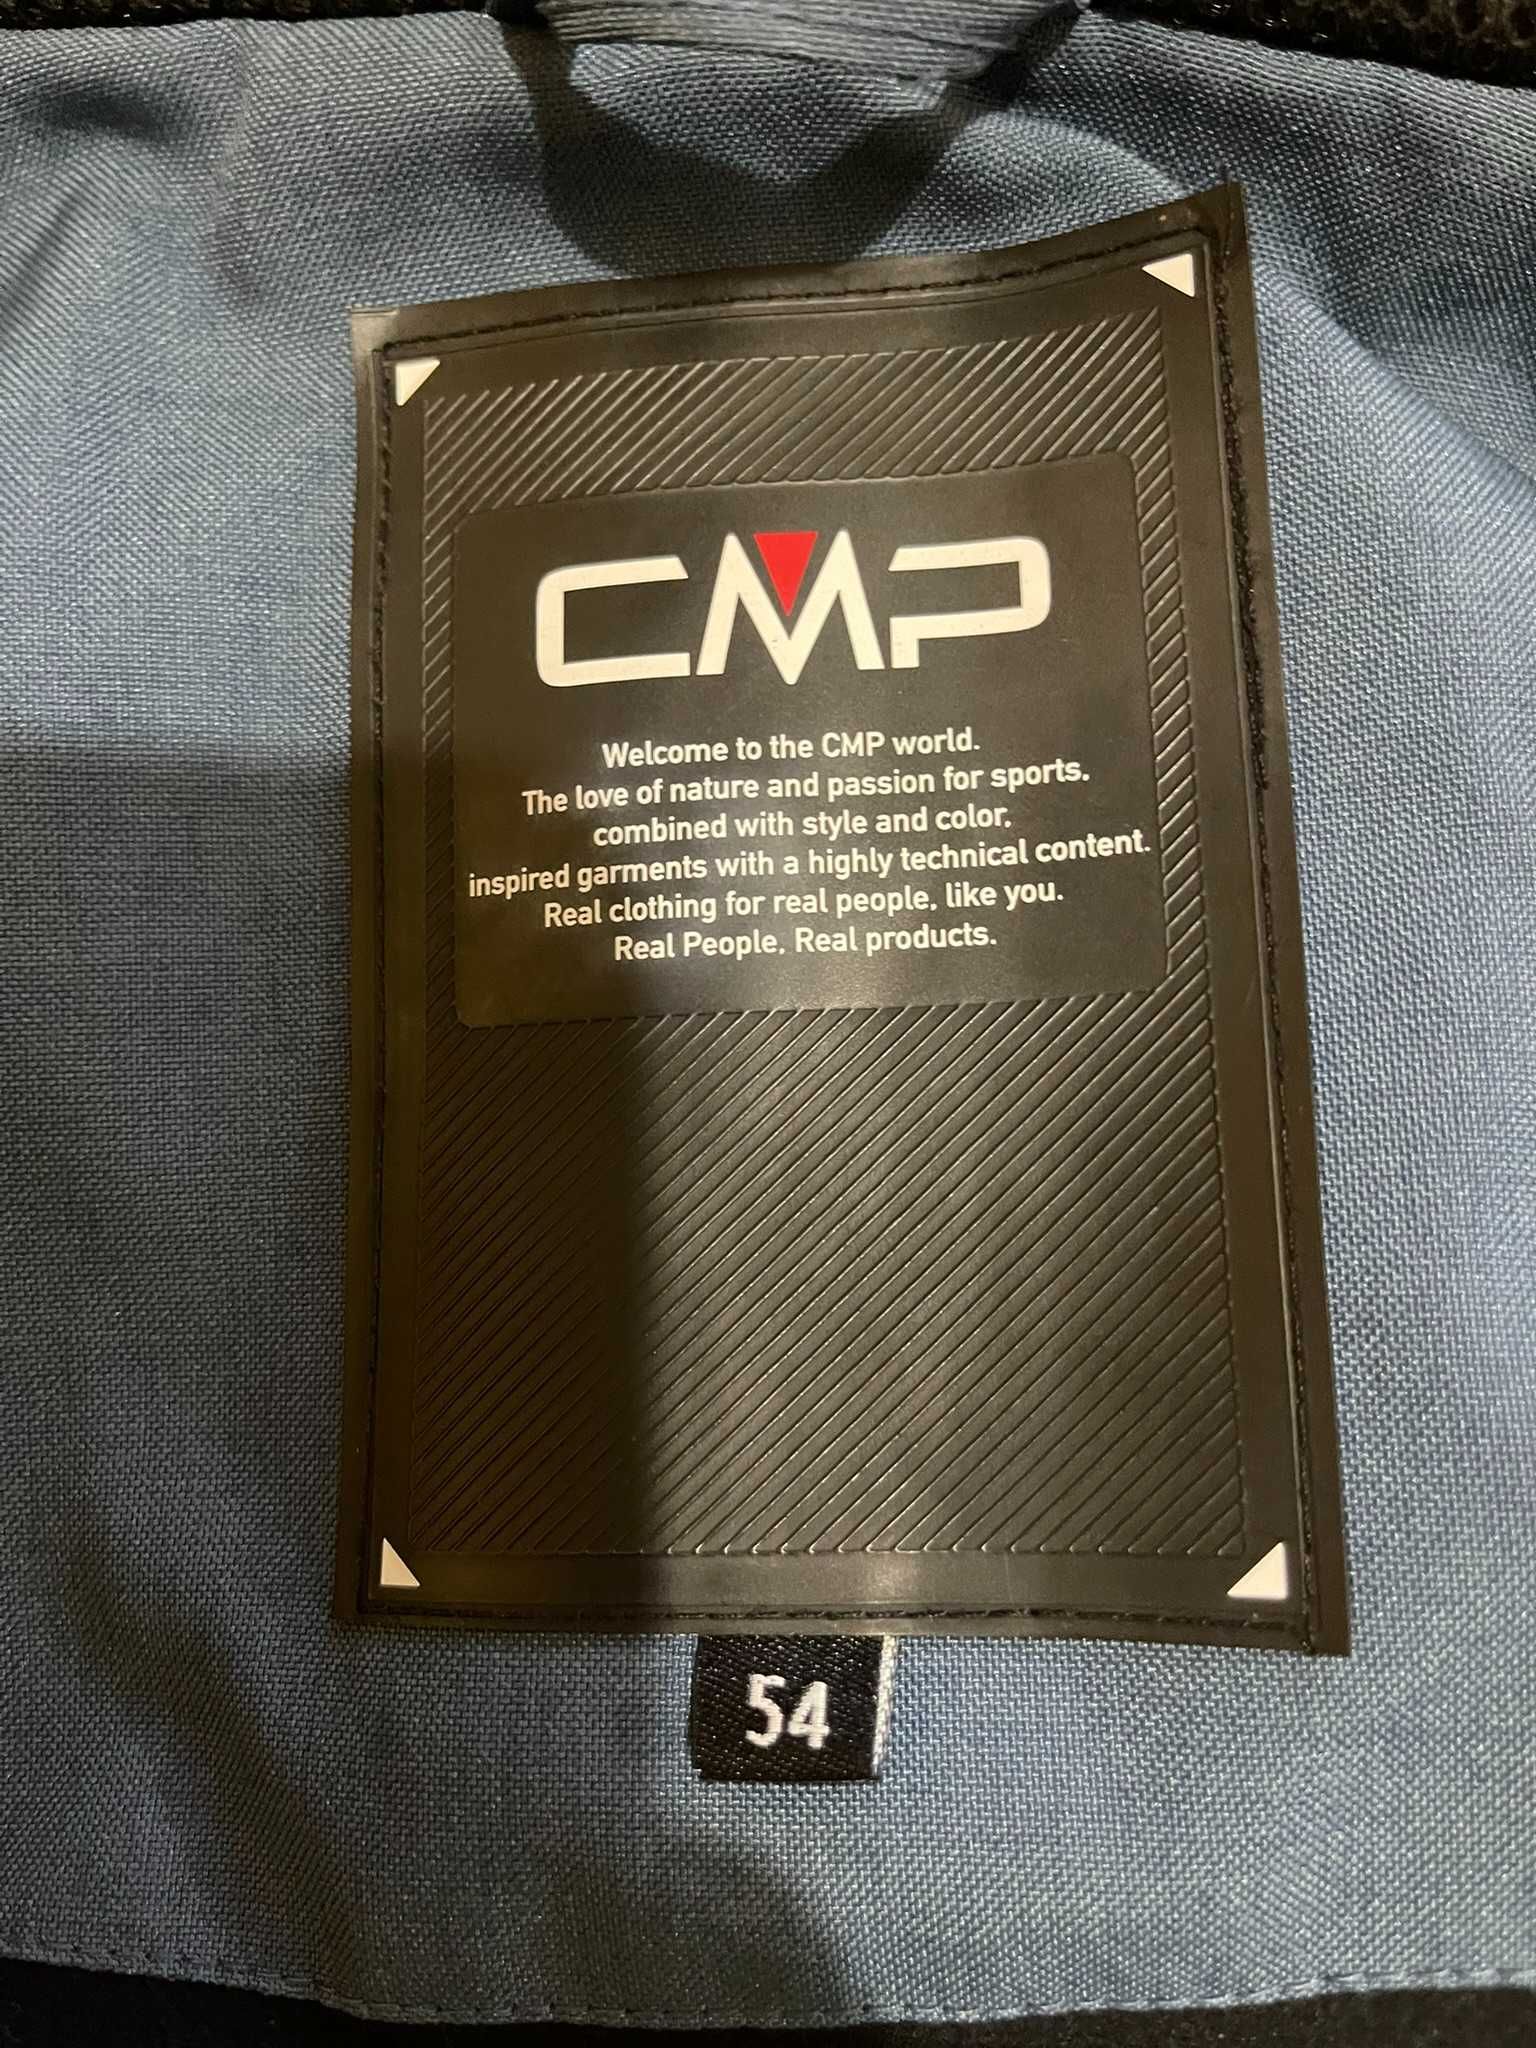 CMP
Welcome to the CMP world.
The love of nature and passion for sports,
combined with style and color,
inspired garments with a highly technical content.
Real clothing for real people, like you.
Real People, Real products.
54